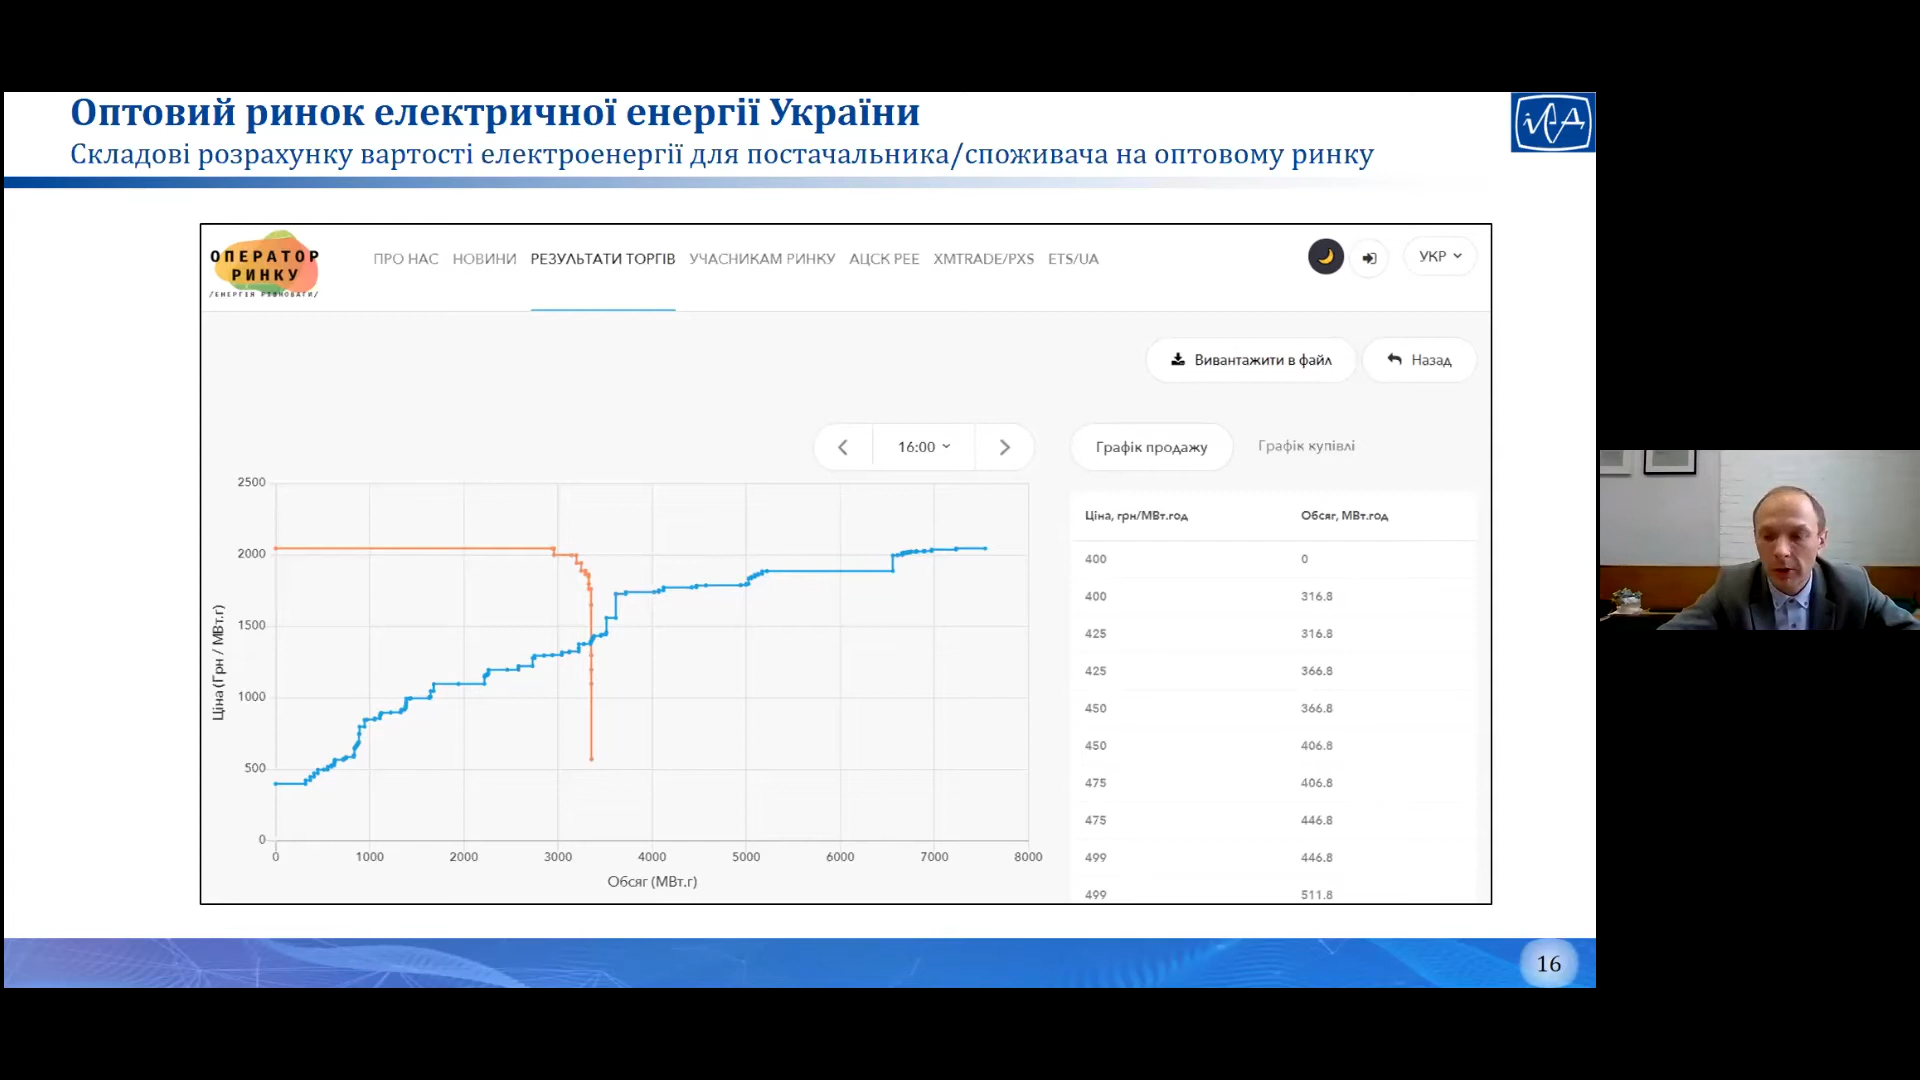 Оптовий ринок електричної енергії України
Складові розрахунку вартості електроенергії для постачальника/споживача на оптовому ринку
ОПЕРАТОР
РИНКУ
/ЕНЕРГІЯ РІВНОВАГИ/
ПРО НАС НОВИНИ РЕЗУЛЬТАТИ ТОРГІВ УЧАСНИКАМ РИНКУ АЦСК РЕЕ XMTRADE/PXS ETS/UA
УКР
Вивантажити в файл
Назад
16:00
Графік продажу
Графік купівлі
Ціна (Грн / МВт.г)
2500
2000
1500
1000
500
0
0 1000 2000 3000 4000 5000 6000 7000 8000
Обсяг (МВт.г)
Ціна, грн/МВт.год Обсяг, МВт.год
400 0
400 316.8
425 316.8
425 366.8
450 366.8
450 406.8
475 406.8
475 446.8
499 446.8
499 511.8
16